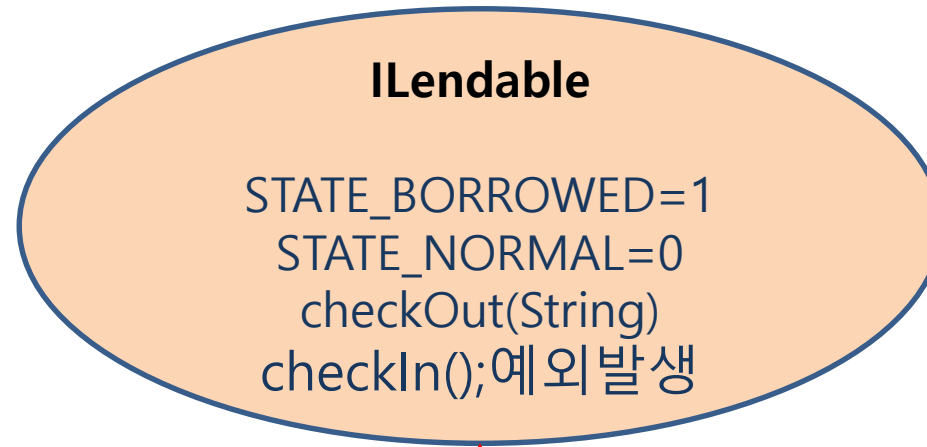 ILendable
STATE_BORROWED=1
STATE_NORMAL=0
checkOut(String)
checkIn();예외발생